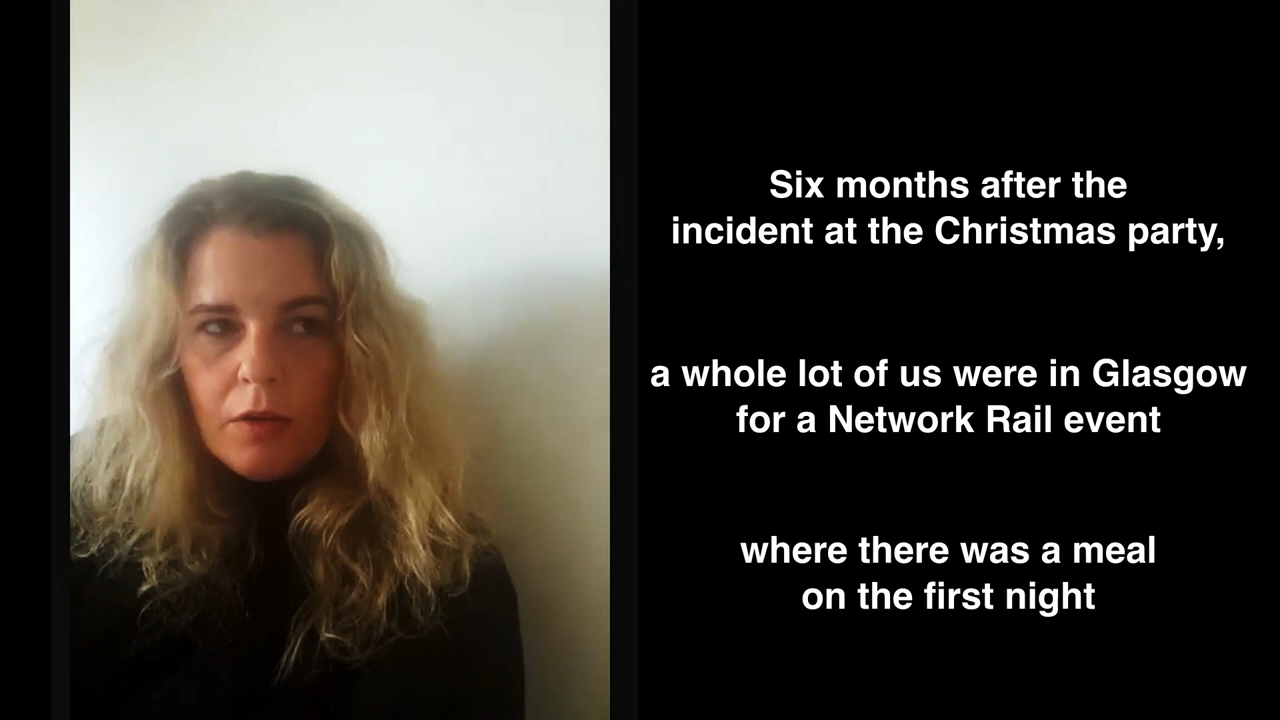 Six months after the
incident at the Christmas party,
a whole lot of us were in Glasgow
for a Network Rail event
where there was a meal
on the first night